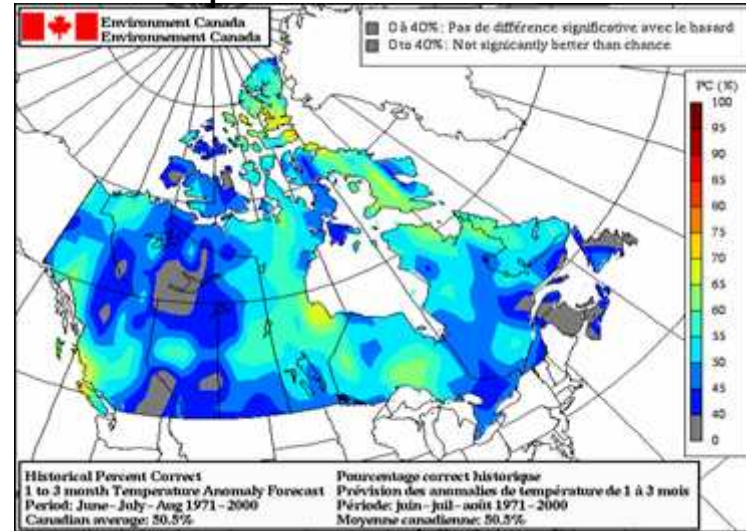 Environment Canada
Environnement Canada
0 à 40% : Pas de différence significative avec le hasard
0 to 40% : Not signicantly better than chance
PC (%)
100
95
90
85
80
75
70
65
60
55
50
45
40
0
Historical Percent Correct
1 to 3 month Temperature Anomaly Forecast
Period: June-July-Aug 1971-2000
Canadian average: 50.5%
Pourcentage correct historique
Prévision des anomalies de température de 1 à 3 mois
Période: juin-juil-août 1971-2000
Moyenne canadienne: 50.5%